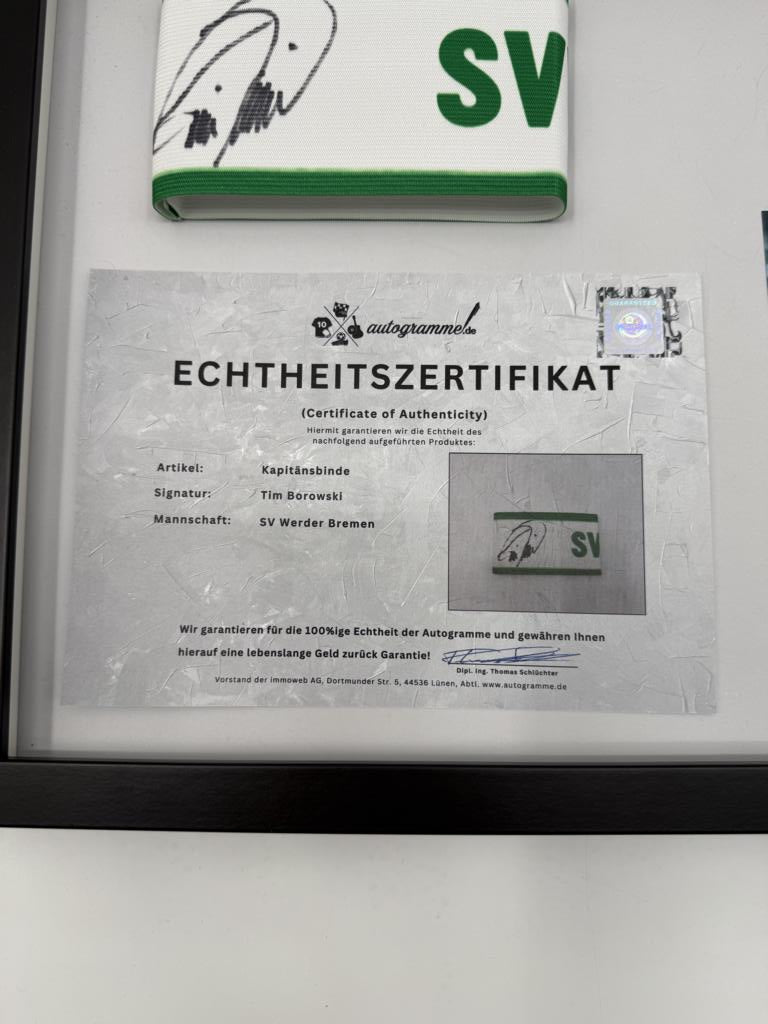 SV
autogramme.de
10
GUARANTEED
ECHTHEITSZERTIFIKAT
(Certificate of Authenticity)
Hiermit garantieren wir die Echtheit des
nachfolgend aufgeführten Produktes:
Artikel: Kapitänsbinde
Signatur: Tim Borowski
Mannschaft: SV Werder Bremen
SV
Wir garantieren für die 100%ige Echtheit der Autogramme und gewähren Ihnen
hierauf eine lebenslange Geld zurück Garantie!
Dipl. Ing. Thomas Schlüchter
Vorstand der immoweb AG, Dortmunder Str. 5, 44536 Lünen, Abtl. www.autogramme.de